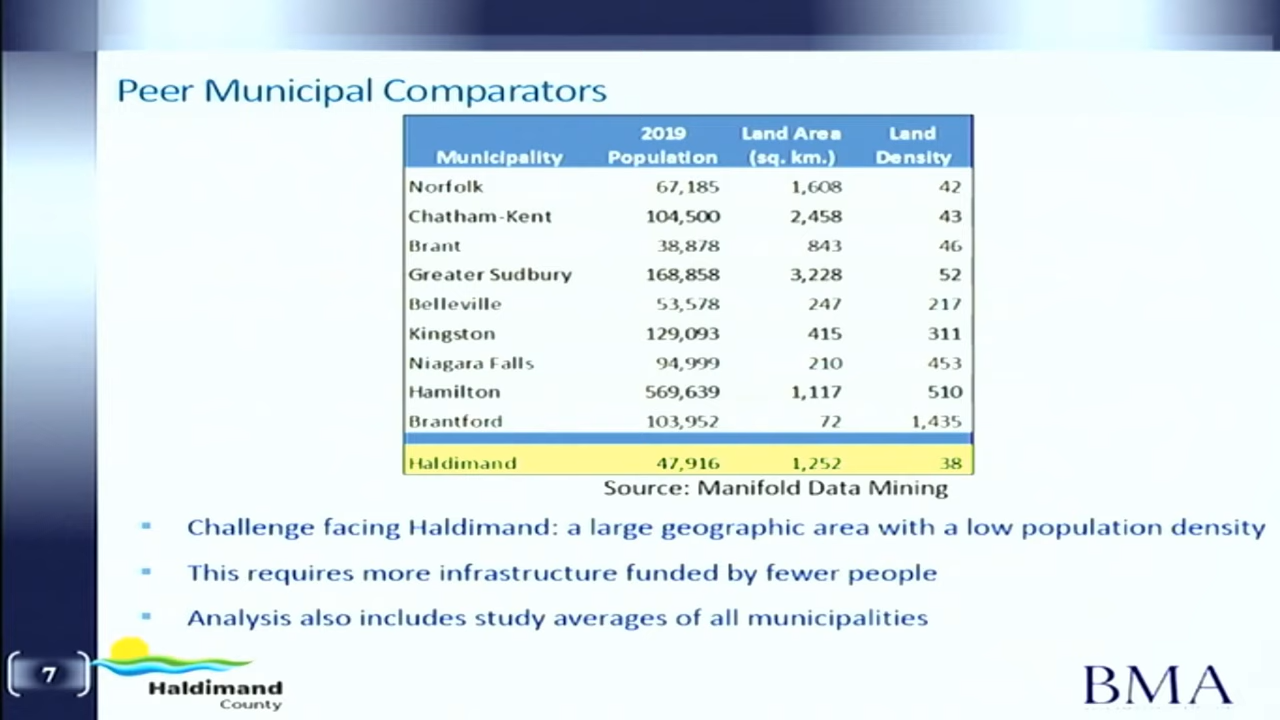 Peer Municipal Comparators
Municipality 2019 Population Land Area (sq. km.) Land Density
Norfolk 67,185 1,608 42
Chatham-Kent 104,500 2,458 43
Brant 38,878 843 46
Greater Sudbury 168,858 3,228 52
Belleville 53,578 247 217
Kingston 129,093 415 311
Niagara Falls 94,999 210 453
Hamilton 569,639 1,117 510
Brantford 103,952 72 1,435
Haldimand 47,916 1,252 38
Source: Manifold Data Mining
Challenge facing Haldimand: a large geographic area with a low population density
This requires more infrastructure funded by fewer people
Analysis also includes study averages of all municipalities
7
Haldimand
County
BMA